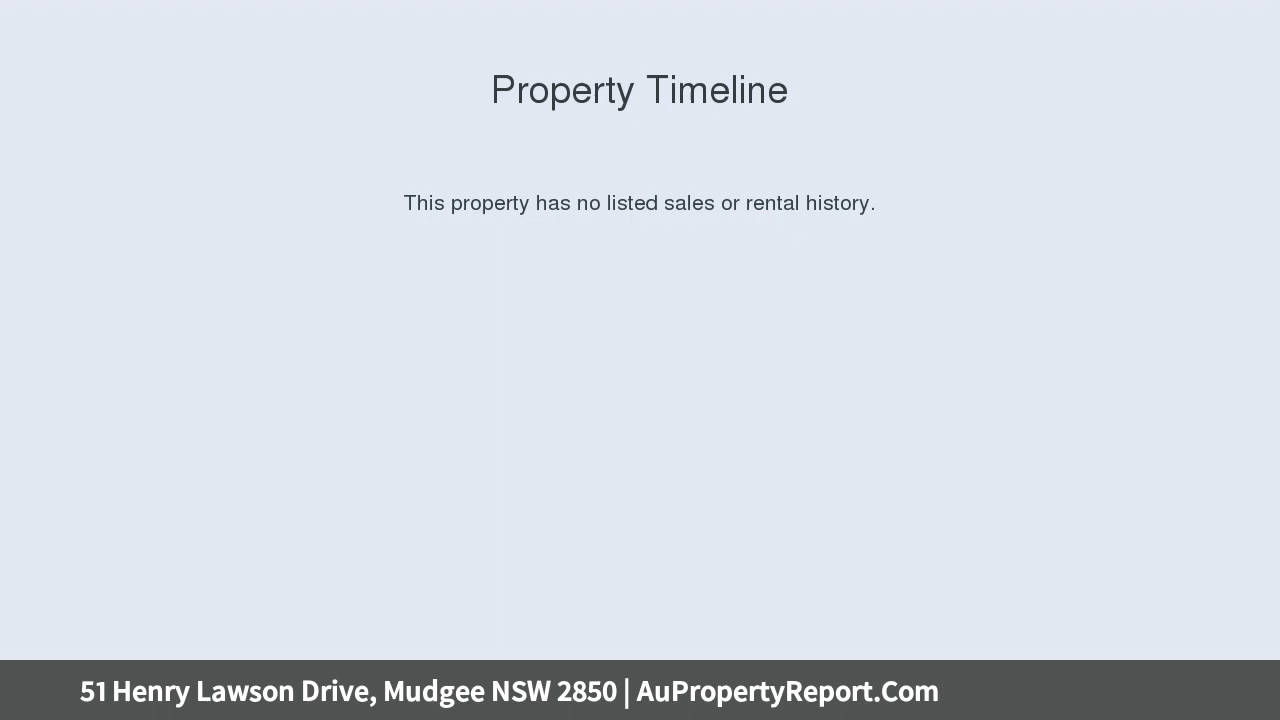 Property Timeline
This property has no listed sales or rental history.
51 Henry Lawson Drive, Mudgee NSW 2850 | AuPropertyReport.Com